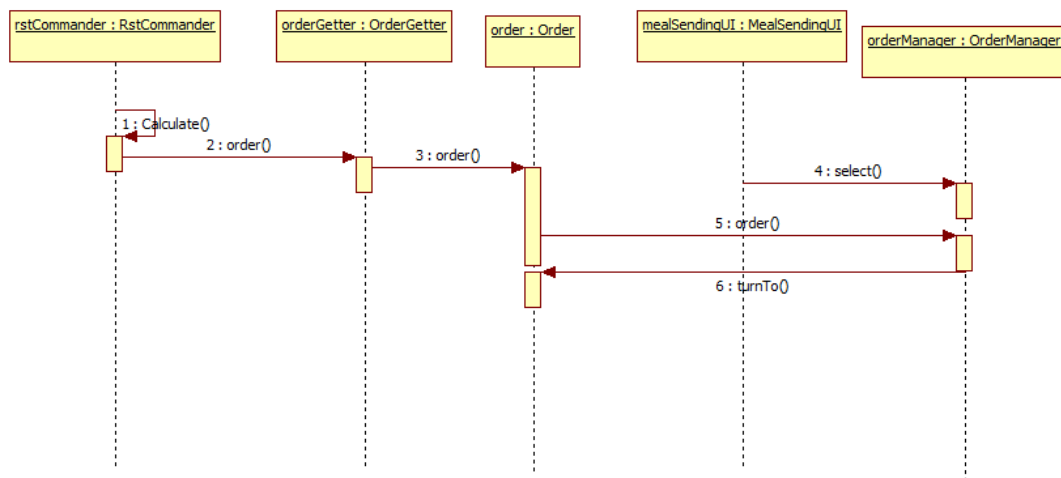 rstCommander : RstCommander
orderGetter : OrderGetter
order : Order
mealSendingUI : MealSendingUI
orderManager : OrderManager
1 : Calculate()
2 : order()
3 : order()
4 : select()
5 : order()
6 : turnTo()